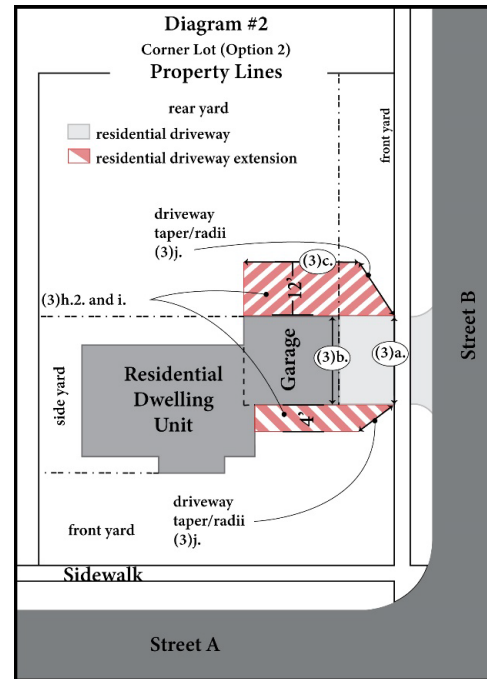 Diagram #2
Corner Lot (Option 2)
Property Lines
rear yard
residential driveway
residential driveway extension
front yard
driveway
taper/radii
(3)j.
(3)c.
12'
(3)h.2. and i.
Garage
(3)b.
(3)a.
Street B
side yard
Residential
Dwelling
Unit
4'
driveway
taper/radii
(3)j.
front yard
Sidewalk
Street A